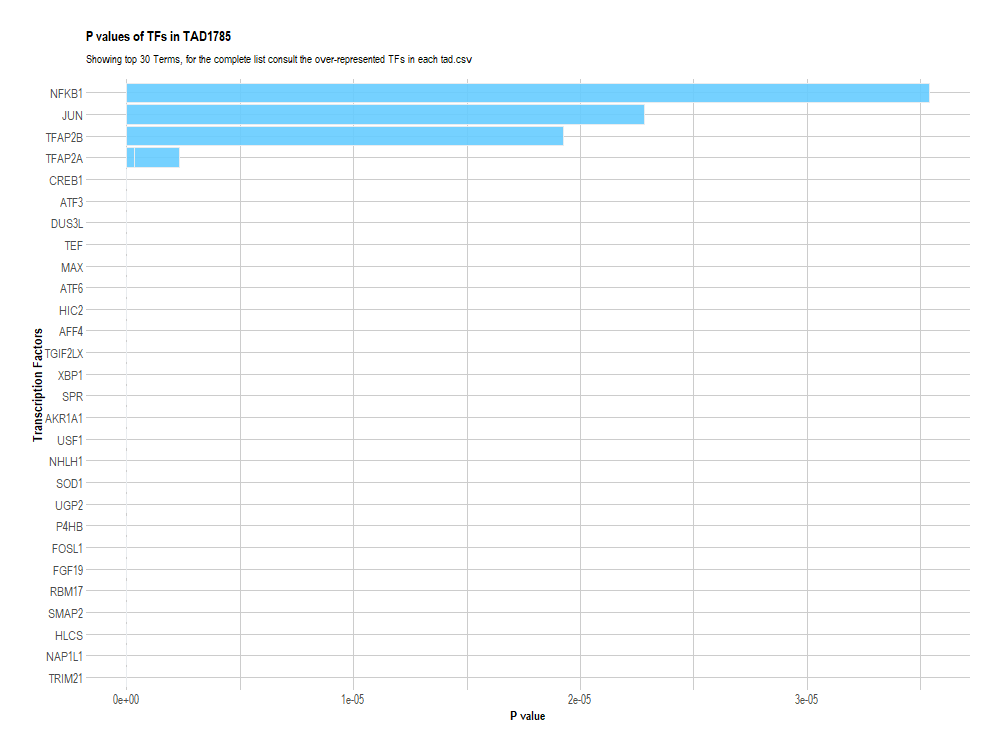 P values of TFs in TAD1785
Showing top 30 Terms, for the complete list consult the over-represented TFs in each tad.csv
NFKB1
JUN
TFAP2B
TFAP2A
CREB1
ATF3
DUS3L
TEF
MAX
ATF6
HIC2
AFF4
TGIF2LX
XBP1
SPR
AKR1A1
USF1
NHLH1
SOD1
UGP2
P4HB
FOSL1
FGF19
RBM17
SMAP2
HLCS
NAP1L1
TRIM21
Transcription Factors
0e+00 1e-05 2e-05 3e-05
P value